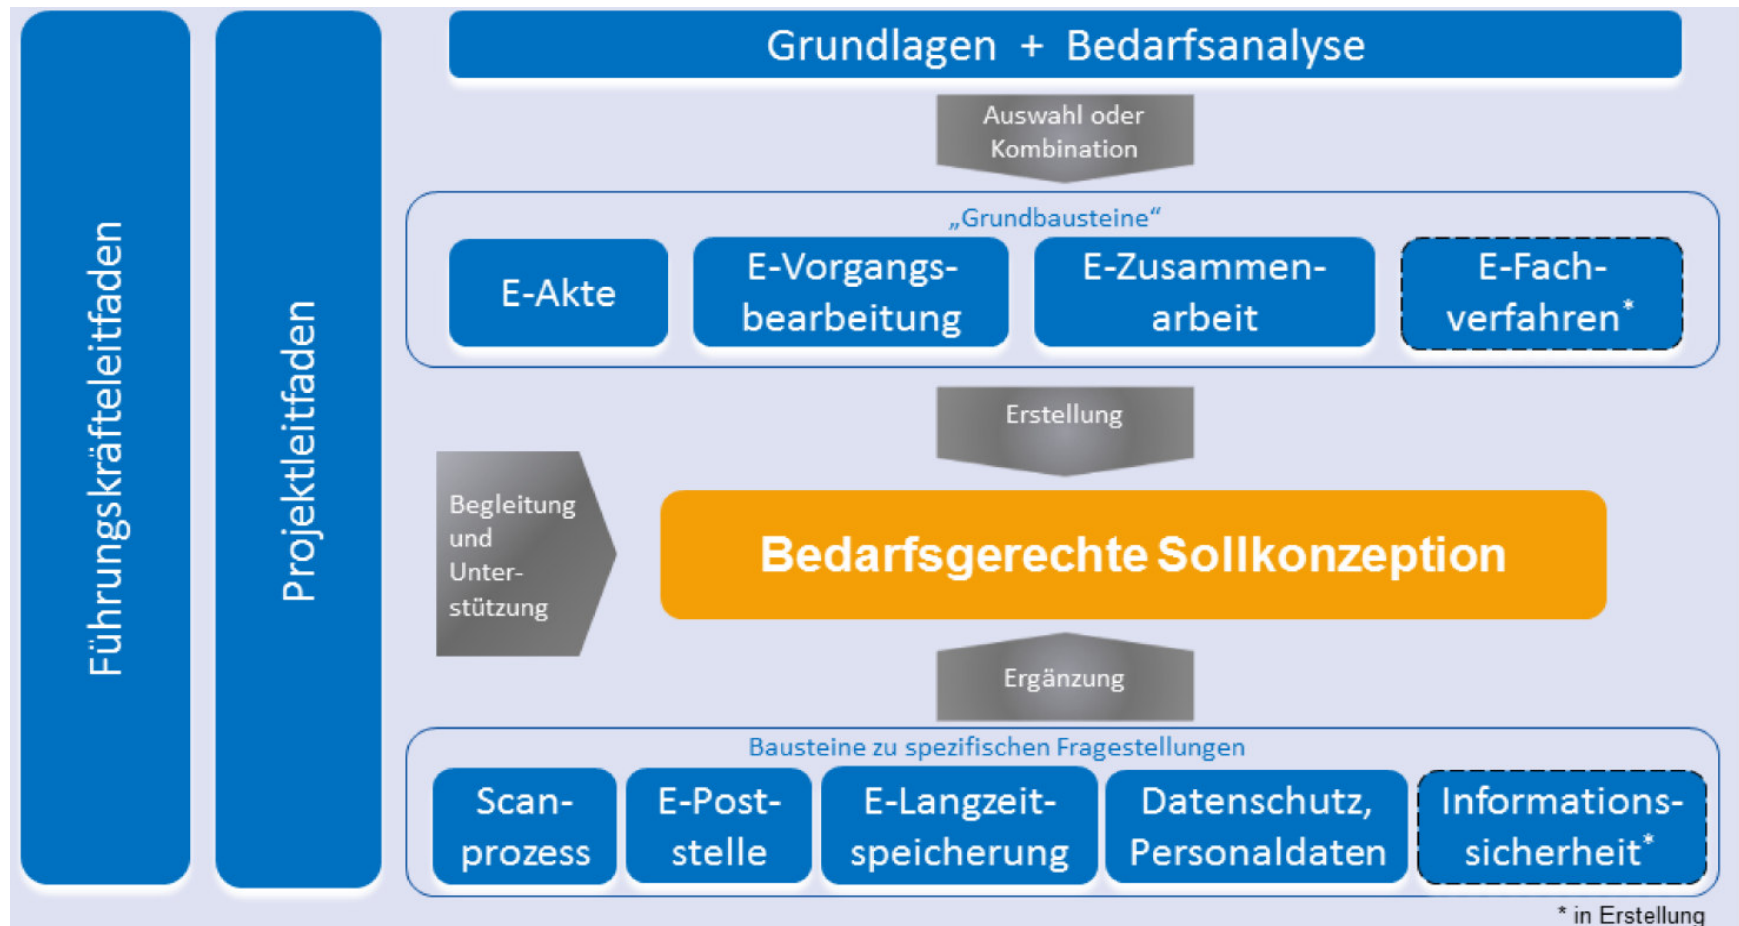 Führungskräfteleitfaden
Projektleitfaden
Grundlagen + Bedarfsanalyse
Auswahl oder
Kombination
„Grundbausteine“
E-Akte
E-Vorgangs-
bearbeitung
E-Zusammen-
arbeit
E-Fach-
verfahren*
Erstellung
Begleitung
und
Unter-
stützung
Bedarfsgerechte Sollkonzeption
Ergänzung
Bausteine zu spezifischen Fragestellungen
Scan-
prozess
E-Post-
stelle
E-Langzeit-
speicherung
Datenschutz,
Personaldaten
Informations-
sicherheit*
* in Erstellung